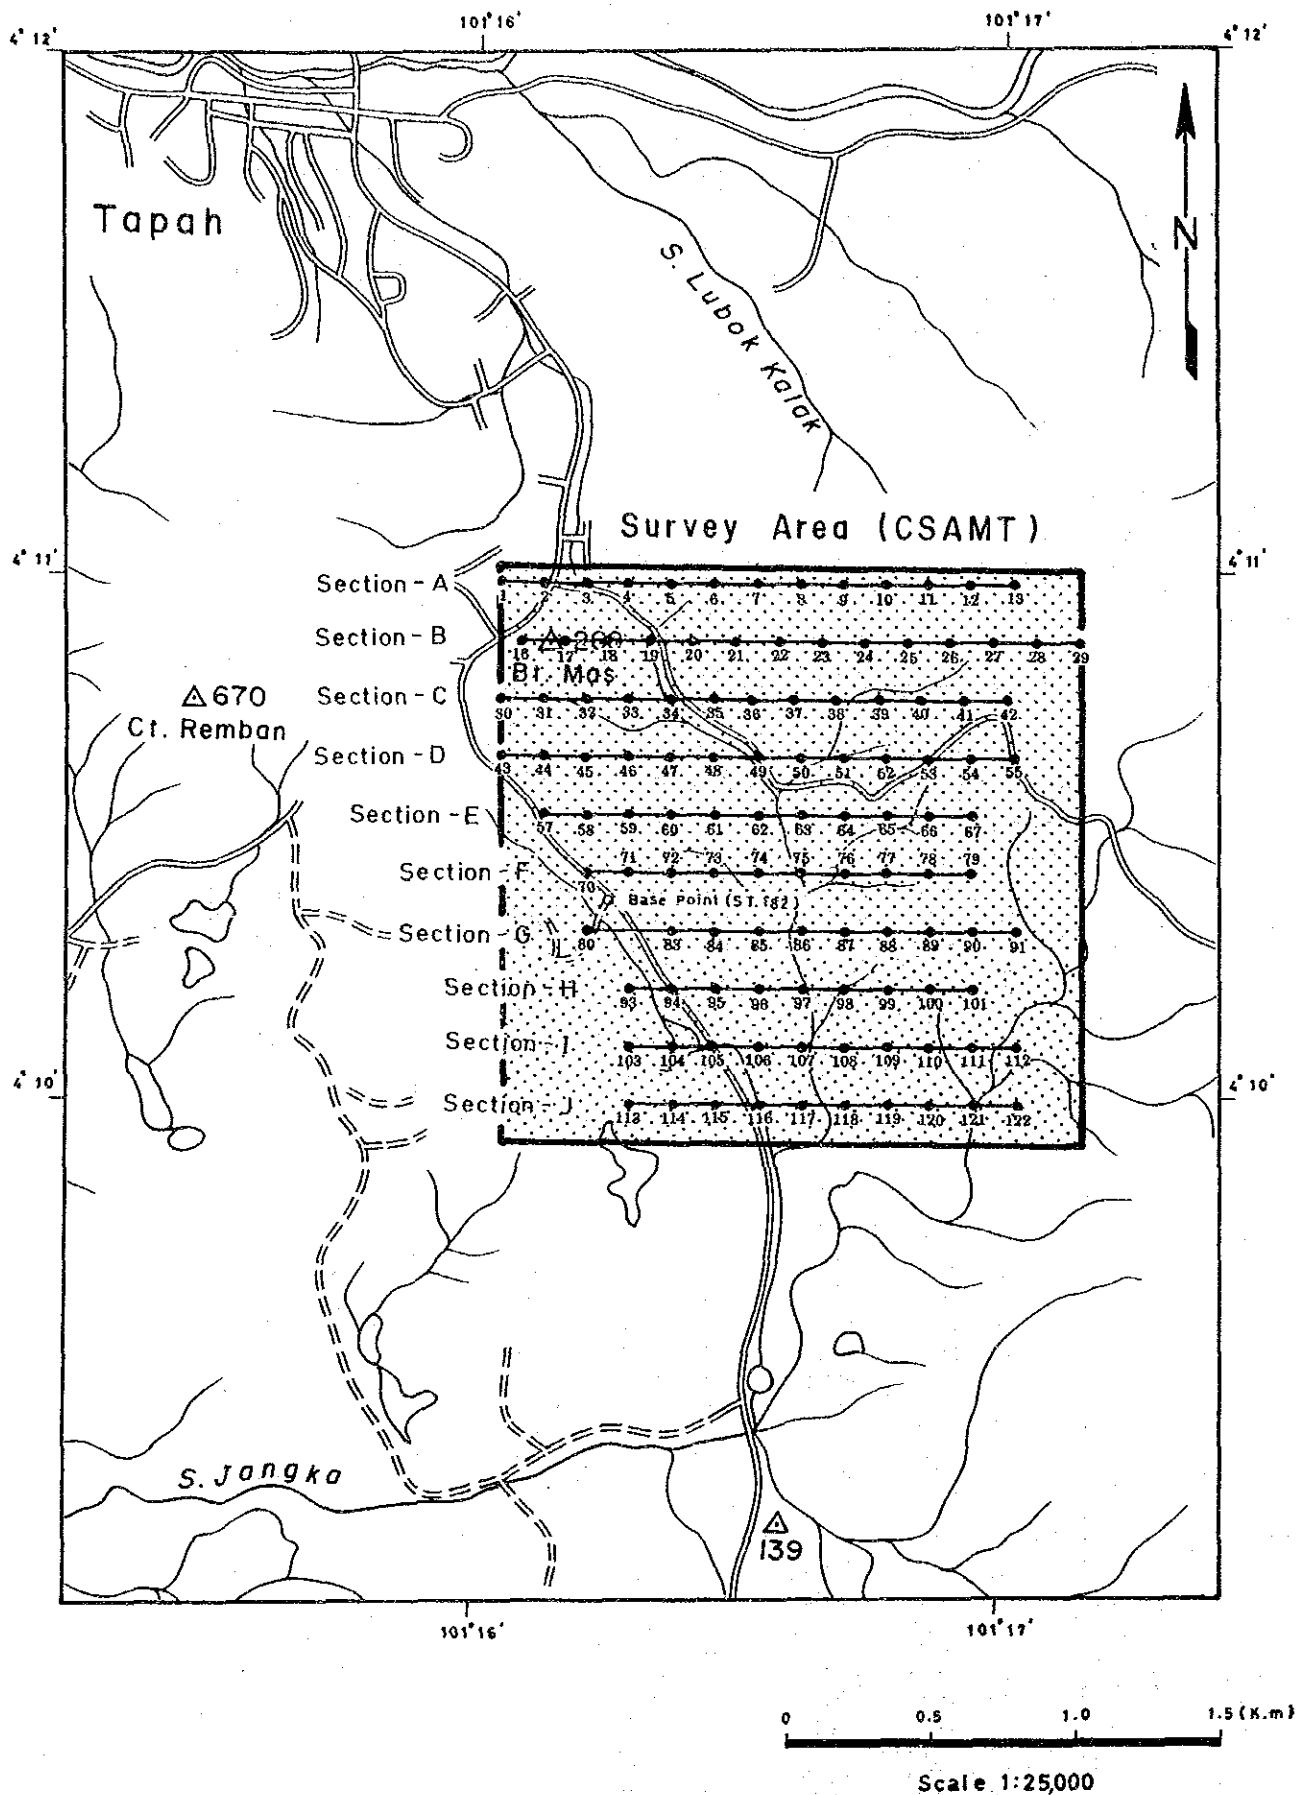 101°16' 101°17'
4°12' 4°12'
Tapah
N
S. Lubok Kalak
Survey Area (CSAMT)
4°11' 4°11'
Section-A
1 2 3 4 5 6 7 8 9 10 11 12 13
Section-B
16 17 18 19 20 21 22 23 24 25 26 27 28 29
Bt. Mas
△670
Ct. Remban
Section-C
30 31 32 33 34 35 36 37 38 39 40 41 42
Section-D
43 44 45 46 47 48 49 50 51 52 53 54 55
Section-E
57 58 59 60 61 62 63 64 65 66 67
71 72 73 74 75 76 77 78 79
Section-F
70
Base Point (ST.182)
Section-G
80 83 84 85 86 87 88 89 90 91
Section-H
93 94 95 96 97 98 99 100 101
Section-I
103 104 105 106 107 108 109 110 111 112
4°10' 4°10'
Section-J
113 114 115 116 117 118 119 120 121 122
S. Jangka
139
101°16' 101°17'
0 0.5 1.0 1.5(K.m)
Scale 1:25,000